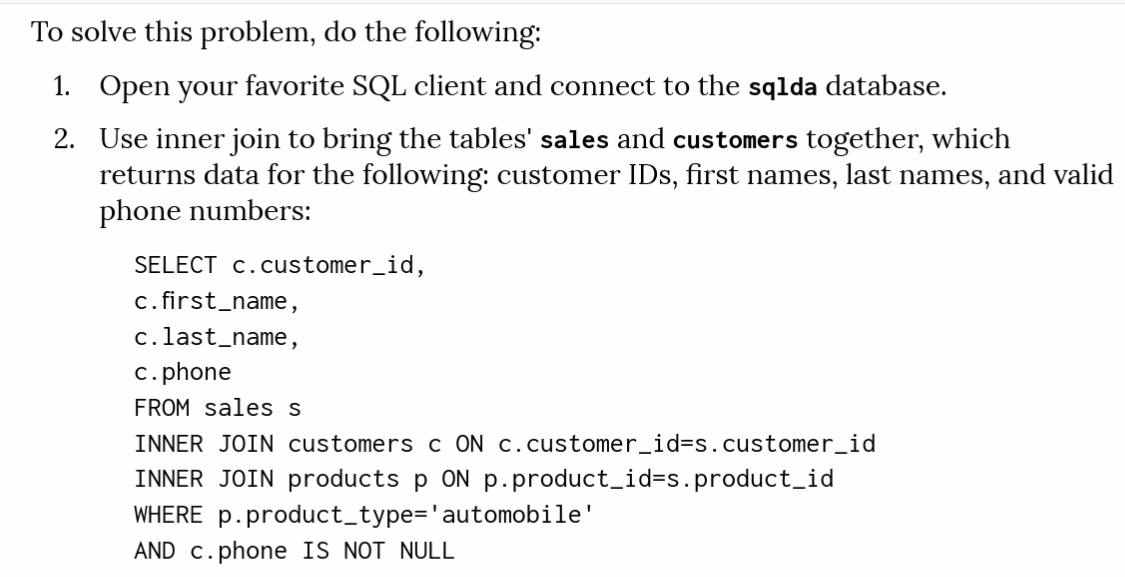 To solve this problem, do the following:
1. Open your favorite SQL client and connect to the sqlda database.
2. Use inner join to bring the tables' sales and customers together, which
returns data for the following: customer IDs, first names, last names, and valid
phone numbers:
SELECT c.customer_id,
c.first_name,
c.last_name,
c.phone
FROM sales s
INNER JOIN customers c ON c.customer_id=s.customer_id
INNER JOIN products p ON p.product_id=s.product_id
WHERE p.product_type='automobile'
AND c.phone IS NOT NULL